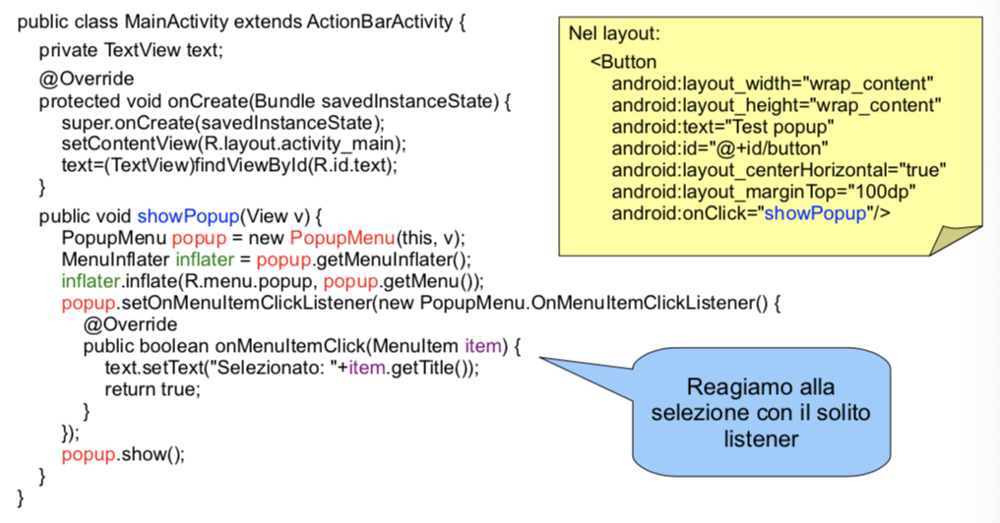 public class MainActivity extends ActionBarActivity {
private TextView text;
@Override
protected void onCreate(Bundle savedInstanceState) {
super.onCreate(savedInstanceState);
setContentView(R.layout.activity_main);
text=(TextView)findViewById(R.id.text);
}
public void showPopup(View v) {
PopupMenu popup = new PopupMenu(this, v);
MenuInflater inflater = popup.getMenuInflater();
inflater.inflate(R.menu.popup, popup.getMenu());
popup.setOnMenuItemClickListener(new PopupMenu.OnMenuItemClickListener() {
@Override
public boolean onMenuItemClick(MenuItem item) {
text.setText("Selezionato: "+item.getTitle());
return true;
}
});
popup.show();
}
}
Nel layout:
<Button
android:layout_width="wrap_content"
android:layout_height="wrap_content"
android:text="Test popup"
android:id="@+id/button"
android:layout_centerHorizontal="true"
android:layout_marginTop="100dp"
android:onClick="showPopup"/>
Reagiamo alla
selezione con il solito
listener